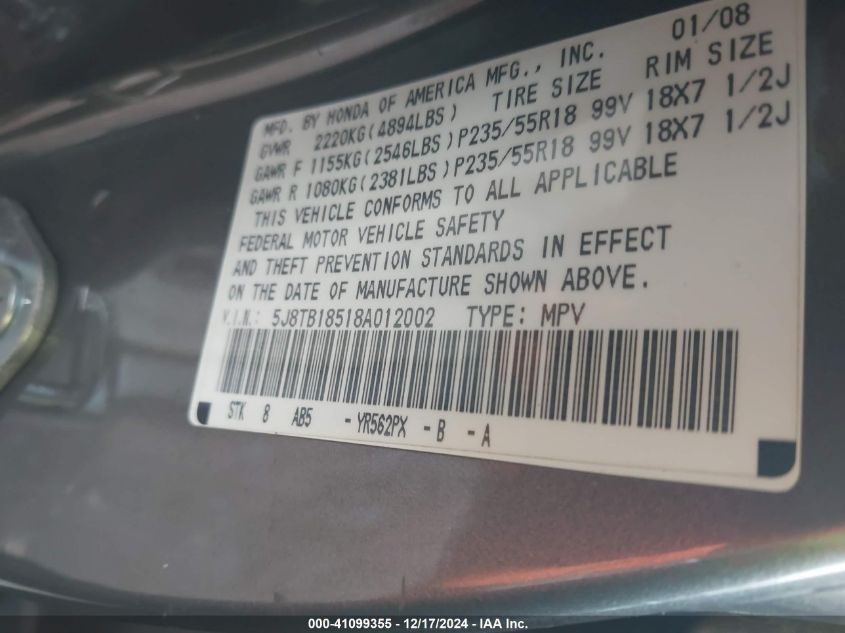 MFD. BY HONDA OF AMERICA MFG., INC. 01/08
GVWR 2220KG(4894LBS) TIRE SIZE RIM SIZE
GAWR F 1155KG(2546LBS)P235/55R18 99V 18X7 1/2J
GAWR R 1080KG(2381LBS)P235/55R18 99V 18X7 1/2J
THIS VEHICLE CONFORMS TO ALL APPLICABLE
FEDERAL MOTOR VEHICLE SAFETY
AND THEFT PREVENTION STANDARDS IN EFFECT
ON THE DATE OF MANUFACTURE SHOWN ABOVE.
V.I.N.: 5J8TB18518A012002 TYPE: MPV
STK 8 AB5 -YR562PX -B -A
000-41099355 - 12/17/2024 - IAA Inc.